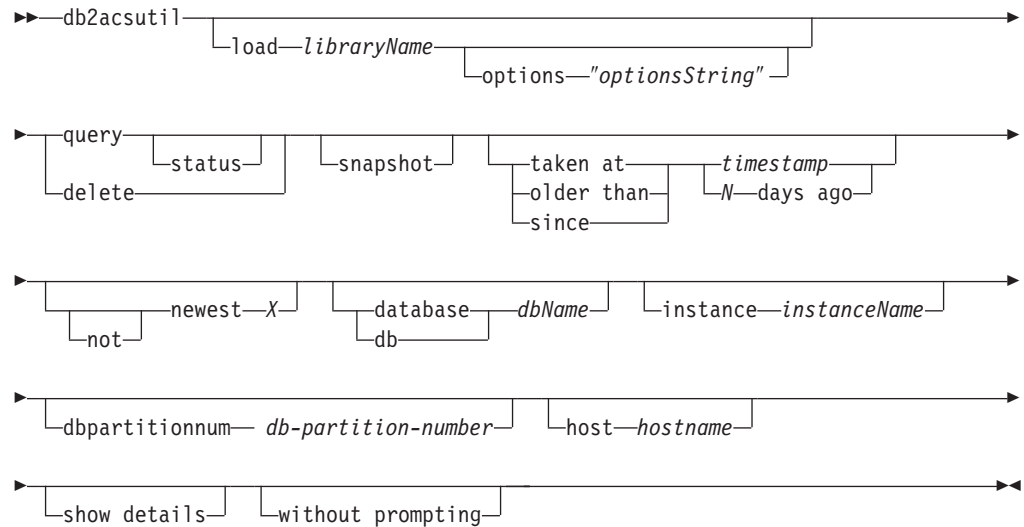 db2acsutil
load libraryName
options "optionsString"
query taken at timestamp
status snapshot
delete older than N days ago
since
newest X database dbName instance instanceName
not db
dbpartitionnum db-partition-number host hostname
show details without prompting